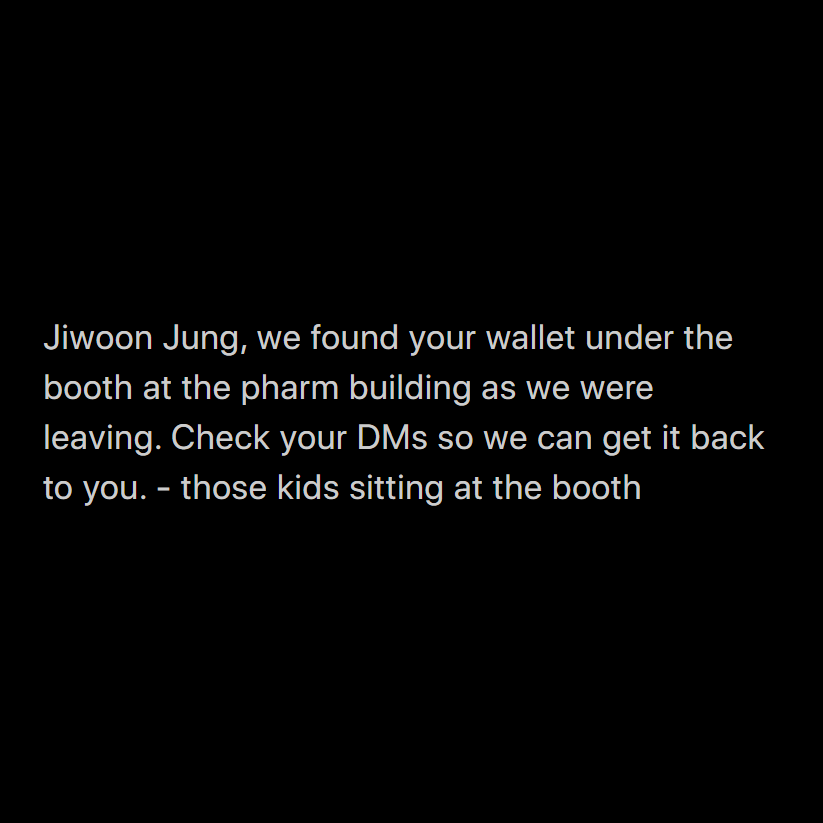 Jiwoon Jung, we found your wallet under the
booth at the pharm building as we were
leaving. Check your DMs so we can get it back
to you. - those kids sitting at the booth